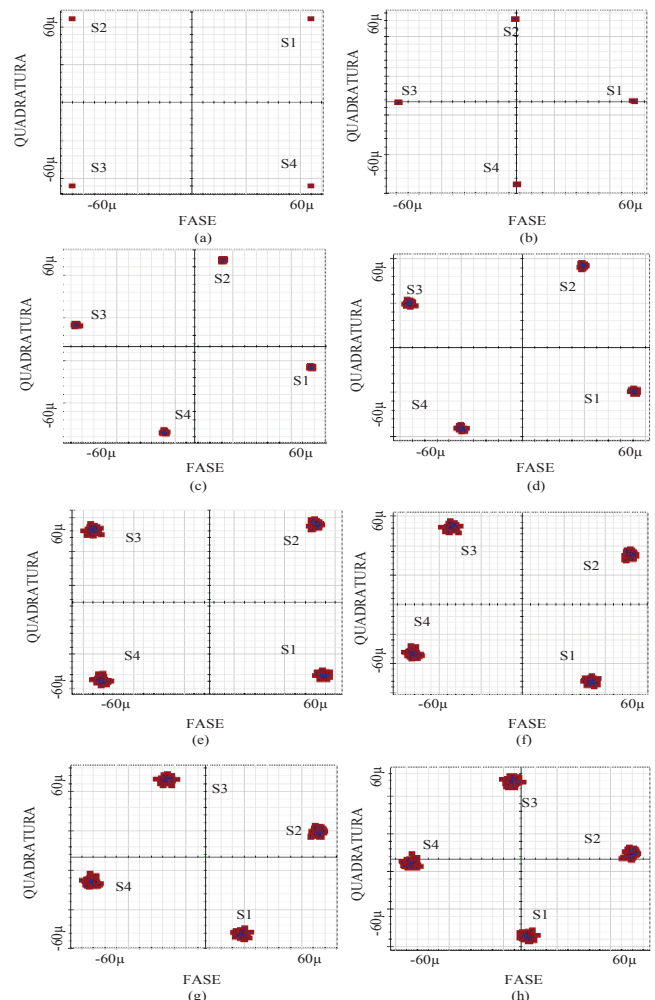 QUADRATURA
60µ
-60µ
S2
S1
S3
S4
-60µ
60µ
FASE
(a)
QUADRATURA
60µ
-60µ
S2
S3
S1
S4
-60µ
60µ
FASE
(b)
QUADRATURA
60µ
-60µ
S2
S3
S1
S4
-60µ
60µ
FASE
(c)
QUADRATURA
60µ
-60µ
S3
S2
S4
S1
-60µ
60µ
FASE
(d)
QUADRATURA
60µ
-60µ
S3
S2
S4
S1
-60µ
60µ
FASE
(e)
QUADRATURA
60µ
-60µ
S3
S2
S4
S1
-60µ
60µ
FASE
(f)
QUADRATURA
60µ
-60µ
S3
S2
S4
S1
-60µ
60µ
FASE
(g)
QUADRATURA
60µ
-60µ
S3
S4
S2
S1
-60µ
60µ
FASE
(h)